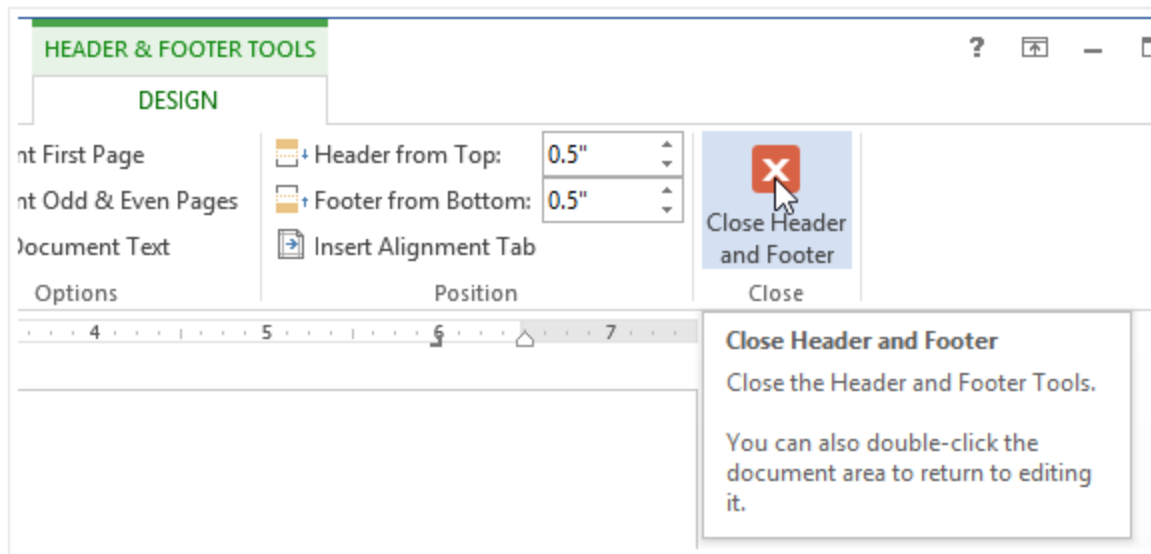 HEADER & FOOTER TOOLS
?
DESIGN
nt First Page
Header from Top:
0.5"
nt Odd & Even Pages
Footer from Bottom:
0.5"
Document Text
Insert Alignment Tab
Close Header
and Footer
Options
Position
Close
4 5 6 7
Close Header and Footer
Close the Header and Footer Tools.
You can also double-click the
document area to return to editing
it.